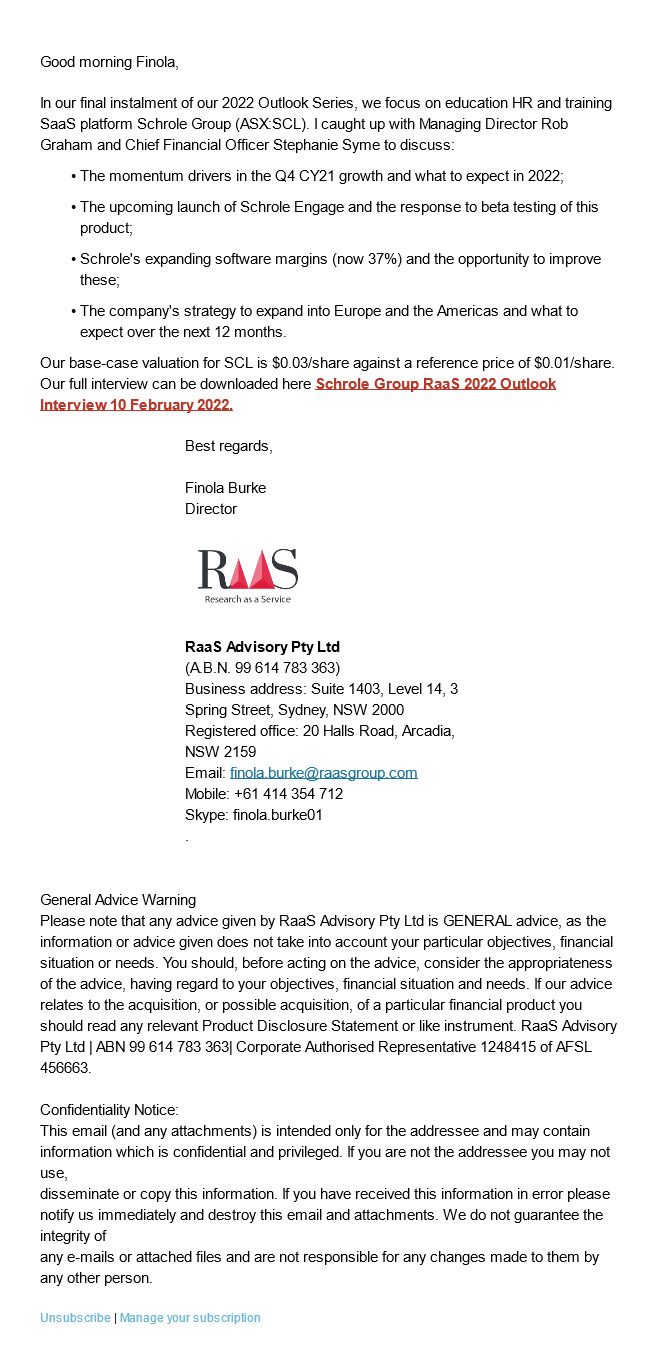 Good morning Finola,
In our final instalment of our 2022 Outlook Series, we focus on education HR and training
SaaS platform Schrole Group (ASX:SCL). I caught up with Managing Director Rob
Graham and Chief Financial Officer Stephanie Syme to discuss:
• The momentum drivers in the Q4 CY21 growth and what to expect in 2022;
• The upcoming launch of Schrole Engage and the response to beta testing of this
product;
• Schrole's expanding software margins (now 37%) and the opportunity to improve
these;
• The company's strategy to expand into Europe and the Americas and what to
expect over the next 12 months.
Our base-case valuation for SCL is $0.03/share against a reference price of $0.01/share.
Our full interview can be downloaded here Schrole Group RaaS 2022 Outlook
Interview 10 February 2022.
Best regards,
Finola Burke
Director
RAAS
Research as a Service
RaaS Advisory Pty Ltd
(A.B.N. 99 614 783 363)
Business address: Suite 1403, Level 14, 3
Spring Street, Sydney, NSW 2000
Registered office: 20 Halls Road, Arcadia,
NSW 2159
Email: finola.burke@raasgroup.com
Mobile: +61 414 354 712
Skype: finola.burke01
.
General Advice Warning
Please note that any advice given by RaaS Advisory Pty Ltd is GENERAL advice, as the
information or advice given does not take into account your particular objectives, financial
situation or needs. You should, before acting on the advice, consider the appropriateness
of the advice, having regard to your objectives, financial situation and needs. If our advice
relates to the acquisition, or possible acquisition, of a particular financial product you
should read any relevant Product Disclosure Statement or like instrument. RaaS Advisory
Pty Ltd | ABN 99 614 783 363| Corporate Authorised Representative 1248415 of AFSL
456663.
Confidentiality Notice:
This email (and any attachments) is intended only for the addressee and may contain
information which is confidential and privileged. If you are not the addressee you may not
use,
disseminate or copy this information. If you have received this information in error please
notify us immediately and destroy this email and attachments. We do not guarantee the
integrity of
any e-mails or attached files and are not responsible for any changes made to them by
any other person.
Unsubscribe | Manage your subscription